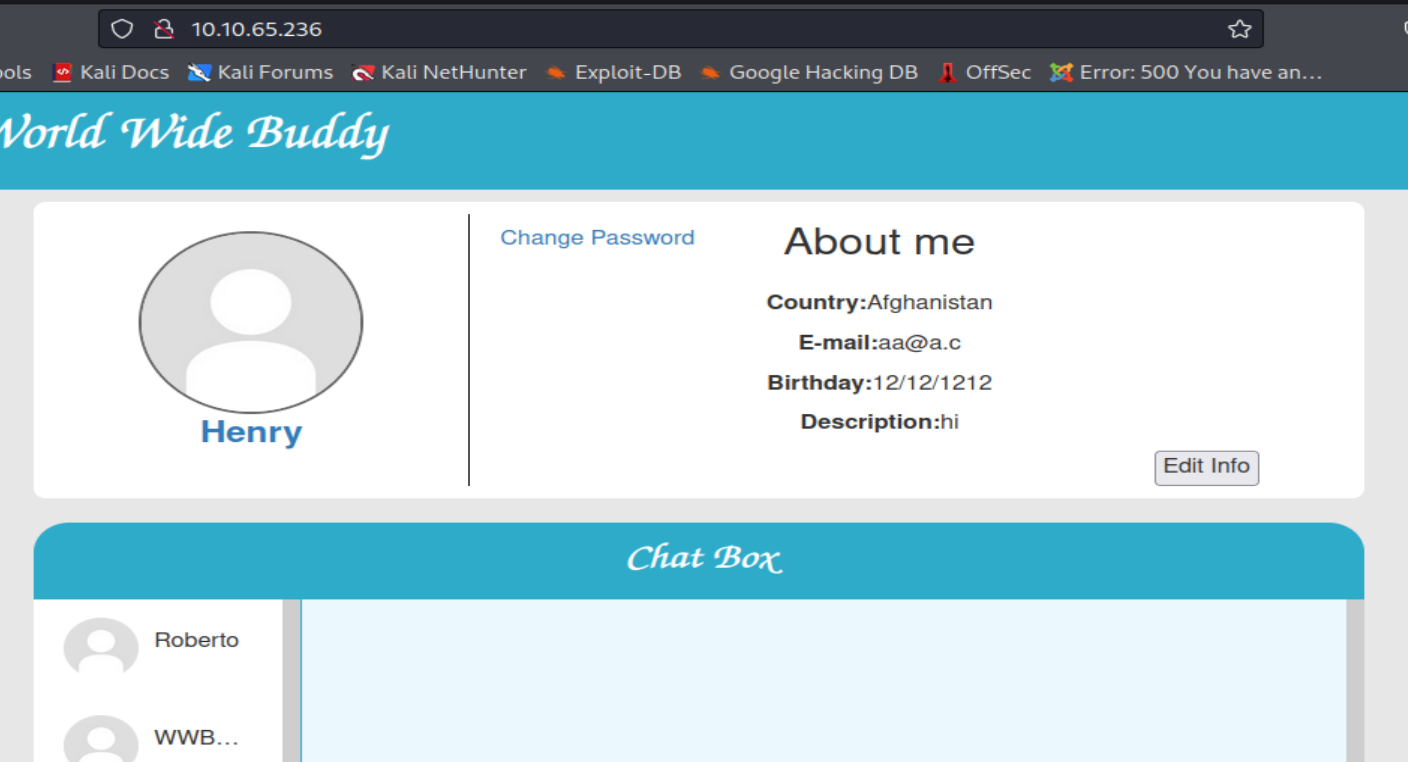 10.10.65.236
ools Kali Docs Kali Forums Kali NetHunter Exploit-DB Google Hacking DB OffSec Error: 500 You have an...
World Wide Buddy
Change Password
About me
Country:Afghanistan
E-mail:aa@a.c
Birthday:12/12/1212
Description:hi
Henry
Edit Info
Chat Box
Roberto
WWB...